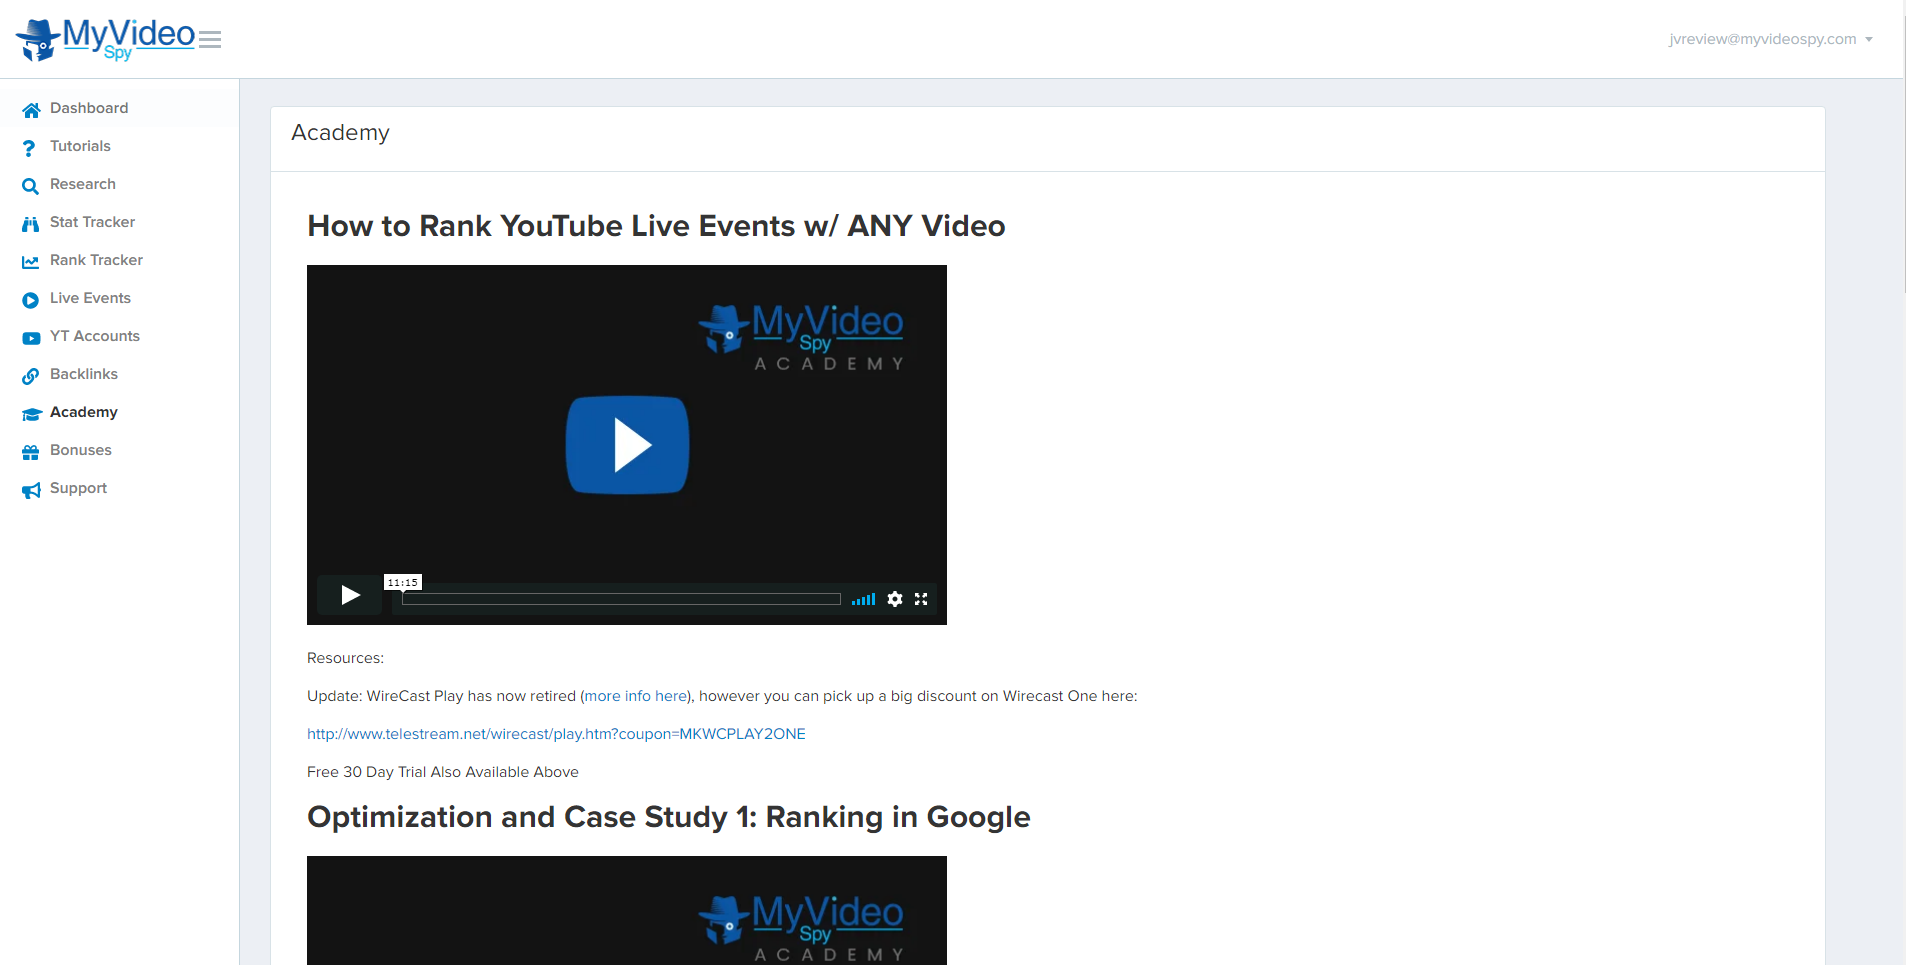 MyVideo
Spy
jvreview@myvideospy.com
Dashboard
Tutorials
Research
Stat Tracker
Rank Tracker
Live Events
YT Accounts
Backlinks
Academy
Bonuses
Support
Academy
How to Rank YouTube Live Events w/ ANY Video
MyVideo
Spy
ACADEMY
11:15
Resources:
Update: WireCast Play has now retired (more info here), however you can pick up a big discount on Wirecast One here:
http://www.telestream.net/wirecast/play.htm?coupon=MKWCPLAY2ONE
Free 30 Day Trial Also Available Above
Optimization and Case Study 1: Ranking in Google
MyVideo
Spy
ACADEMY